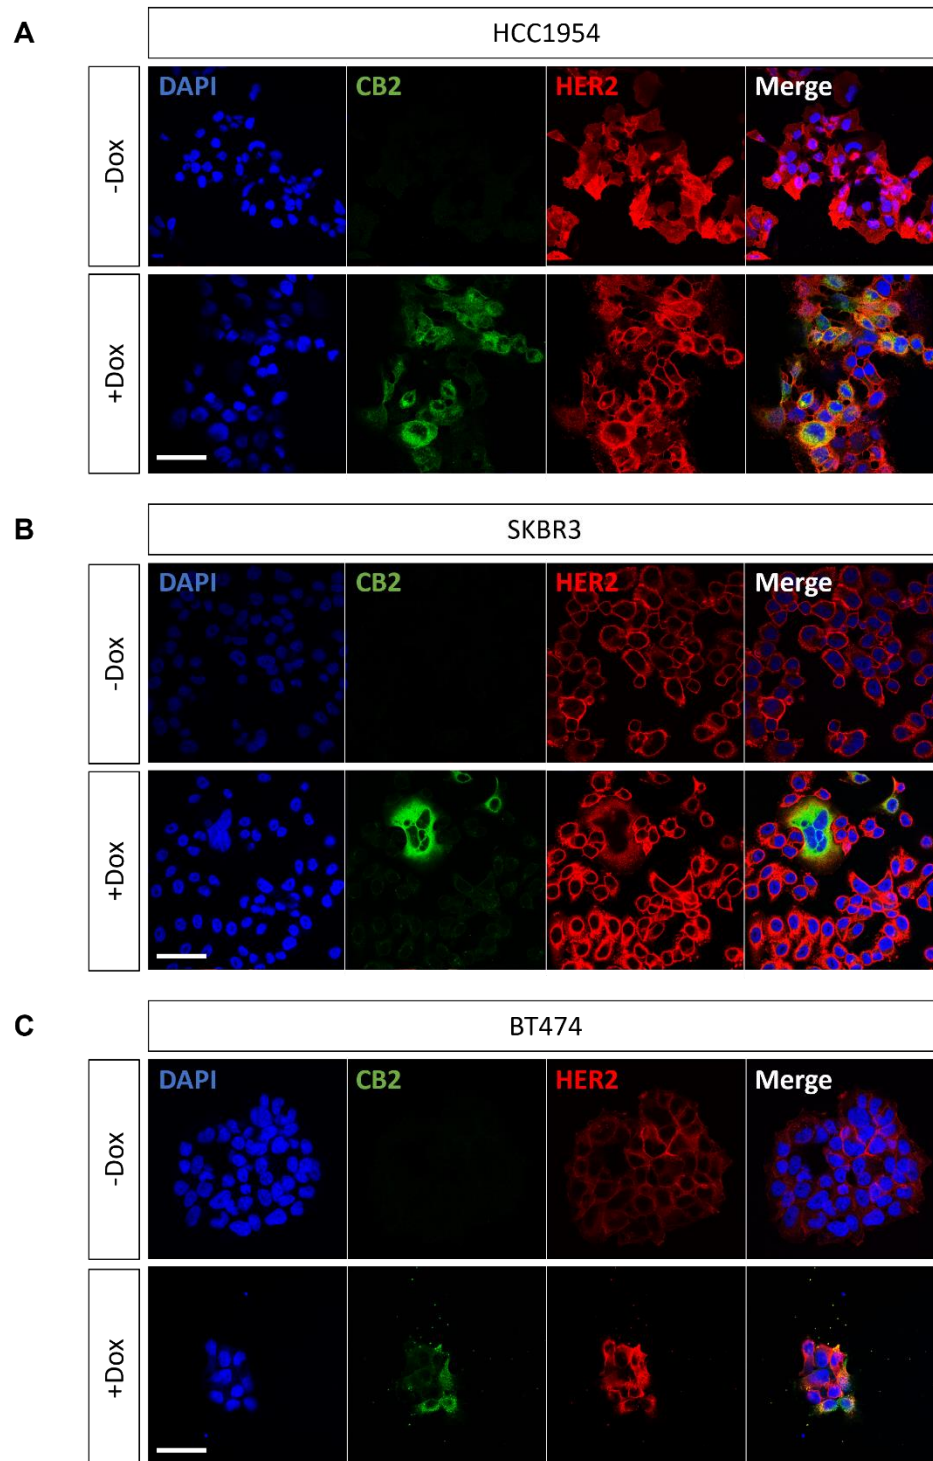 A
HCC1954
-Dox
DAPI
CB2
HER2
Merge
+Dox
B
SKBR3
-Dox
DAPI
CB2
HER2
Merge
+Dox
C
BT474
-Dox
DAPI
CB2
HER2
Merge
+Dox